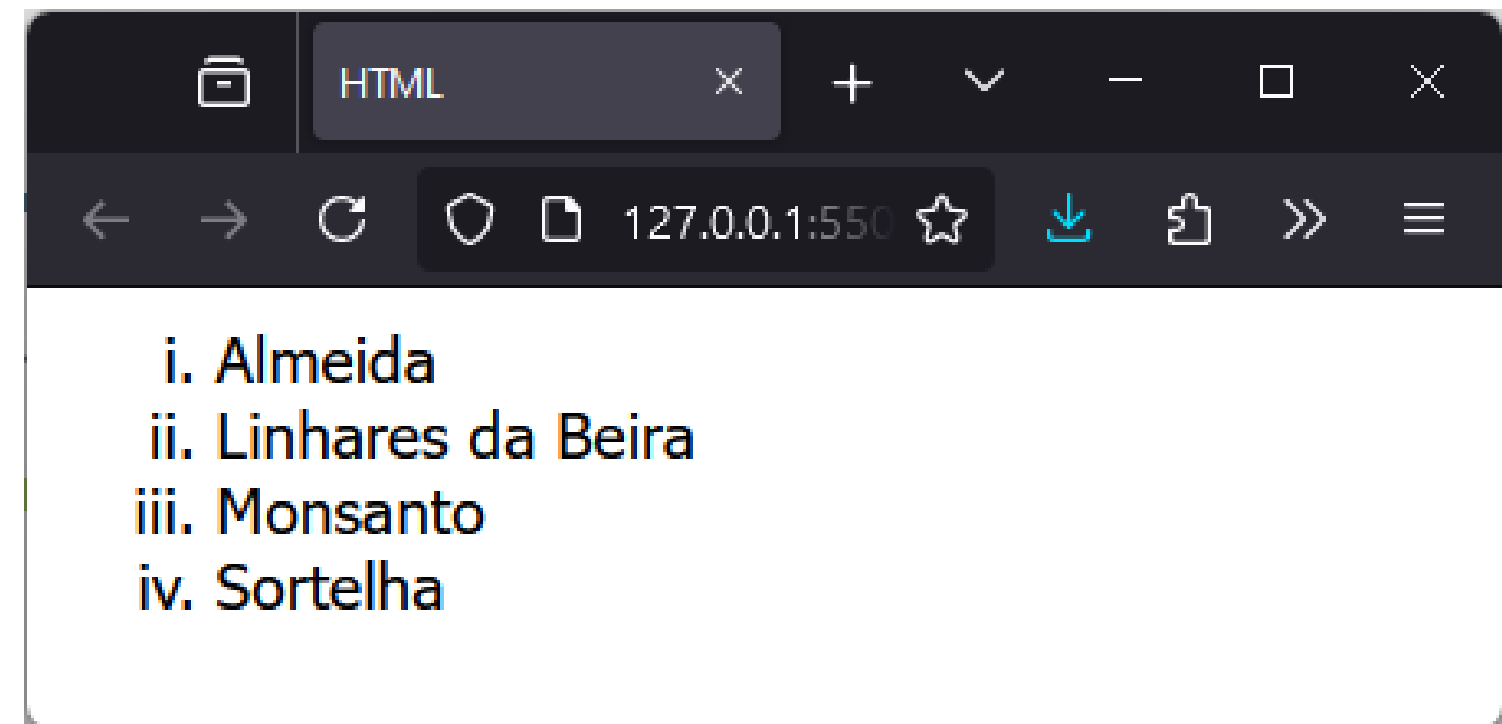 HTML
127.0.0.1:550
i. Almeida
ii. Linhares da Beira
iii. Monsanto
iv. Sortelha